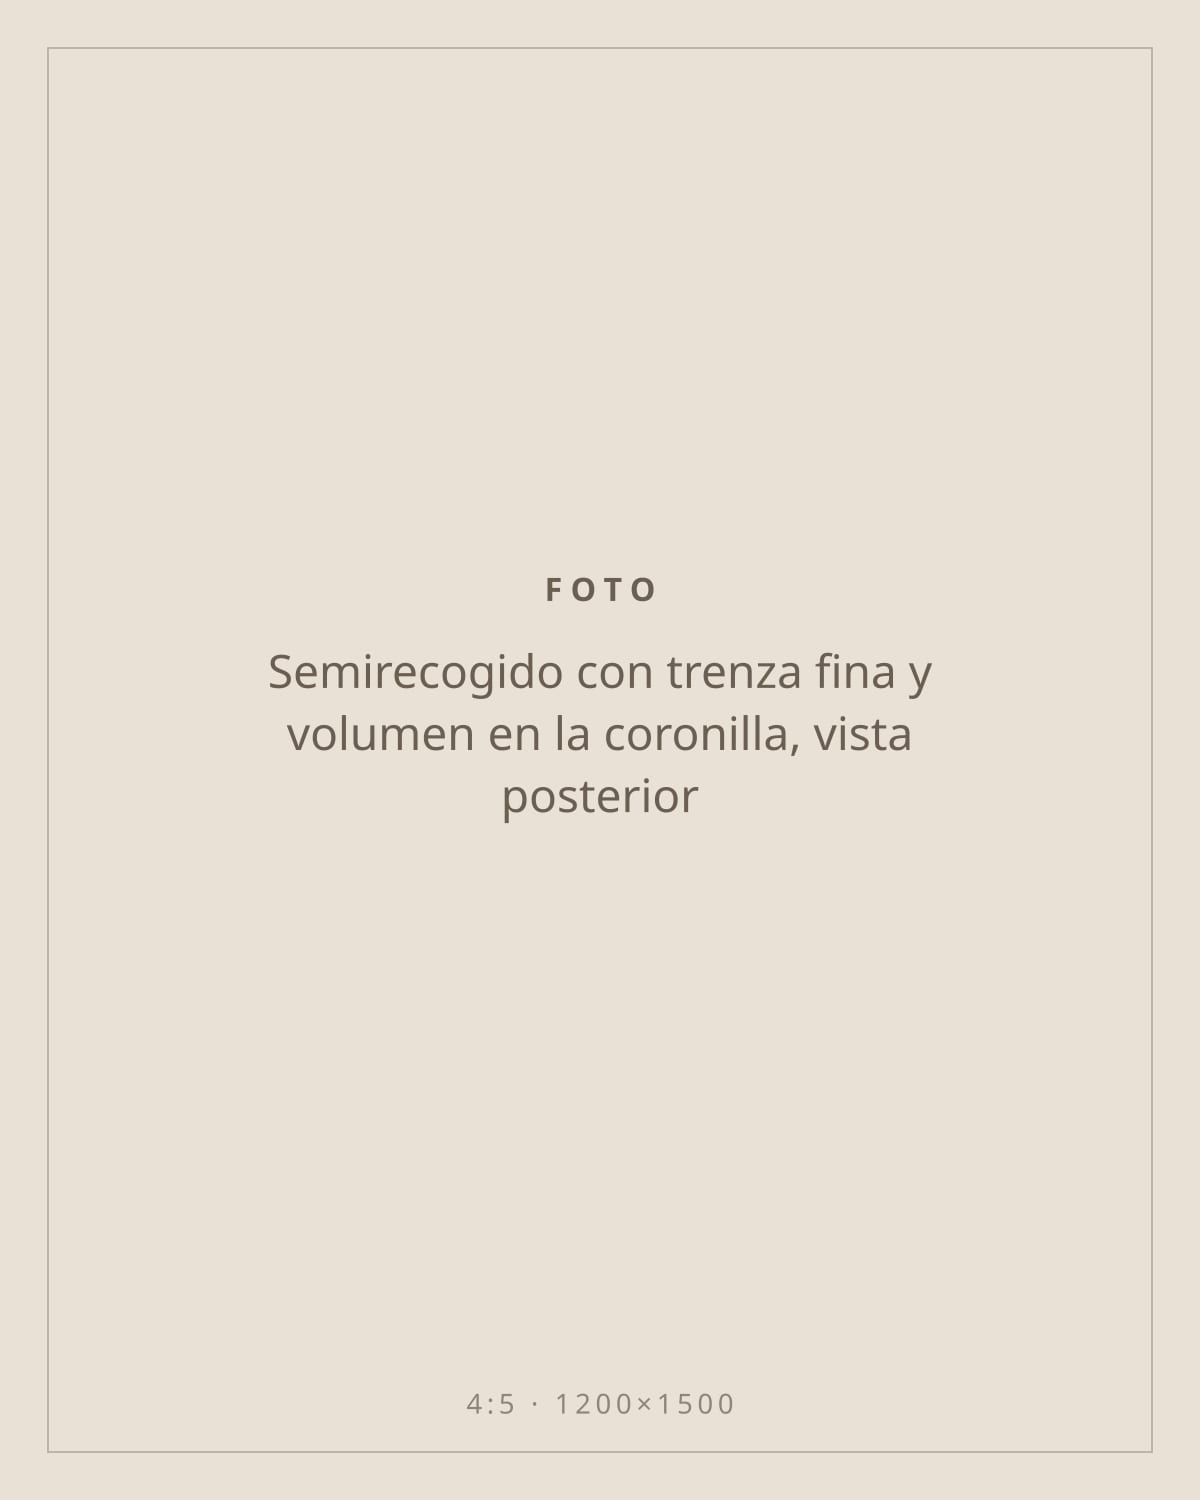 FOTO
Semirecogido con trenza fina y
volumen en la coronilla, vista
posterior
4:5 · 1200×1500